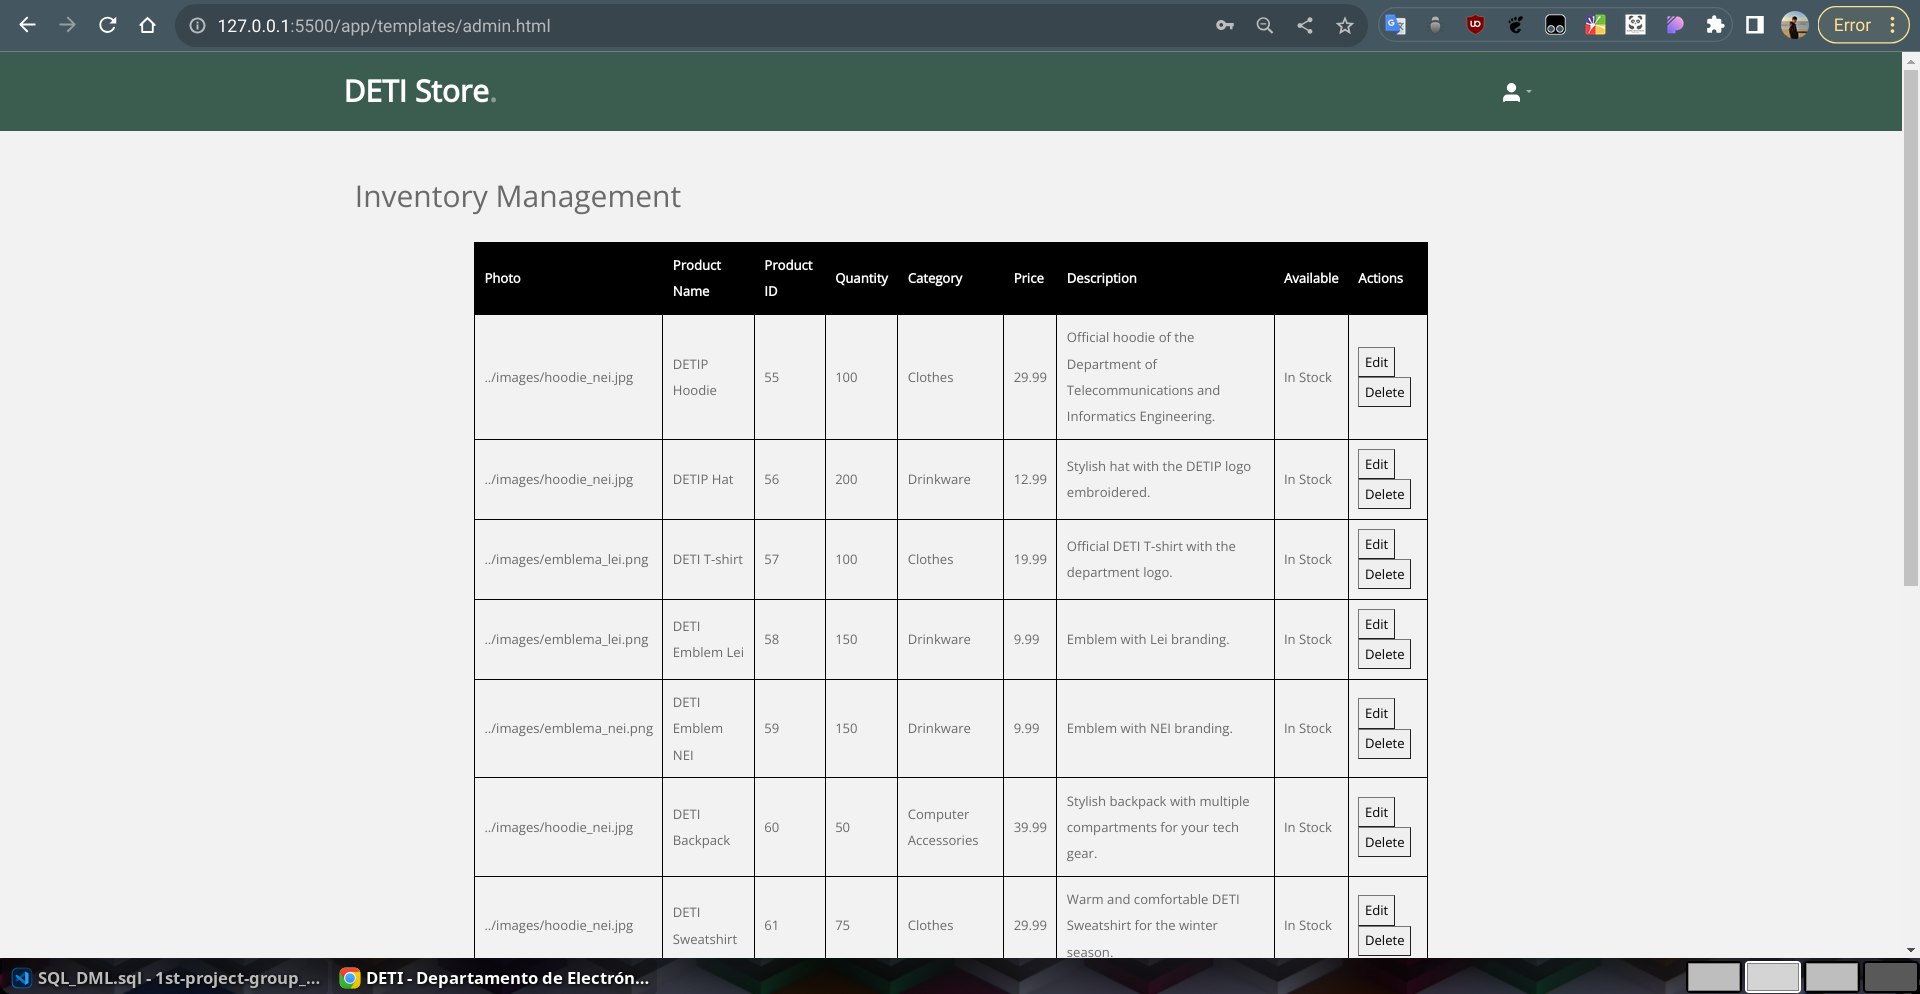 127.0.0.1:5500/app/templates/admin.html
Error
DETI Store.
Inventory Management
Photo
Product
Name
Product
ID
Quantity
Category
Price
Description
Available
Actions
../images/hoodie_nei.jpg
DETIP
Hoodie
55
100
Clothes
29.99
Official hoodie of the
Department of
Telecommunications and
Informatics Engineering.
In Stock
Edit
Delete
../images/hoodie_nei.jpg
DETIP Hat
56
200
Drinkware
12.99
Stylish hat with the DETIP logo
embroidered.
In Stock
Edit
Delete
../images/emblema_lei.png
DETI T-shirt
57
100
Clothes
19.99
Official DETI T-shirt with the
department logo.
In Stock
Edit
Delete
../images/emblema_lei.png
DETI
Emblem Lei
58
150
Drinkware
9.99
Emblem with Lei branding.
In Stock
Edit
Delete
../images/emblema_nei.png
DETI
Emblem
NEI
59
150
Drinkware
9.99
Emblem with NEI branding.
In Stock
Edit
Delete
../images/hoodie_nei.jpg
DETI
Backpack
60
50
Computer
Accessories
39.99
Stylish backpack with multiple
compartments for your tech
gear.
In Stock
Edit
Delete
../images/hoodie_nei.jpg
DETI
Sweatshirt
61
75
Clothes
29.99
Warm and comfortable DETI
Sweatshirt for the winter
season.
In Stock
Edit
Delete
SQL_DML.sql - 1st-project-group_...
DETI - Departamento de Electrón...